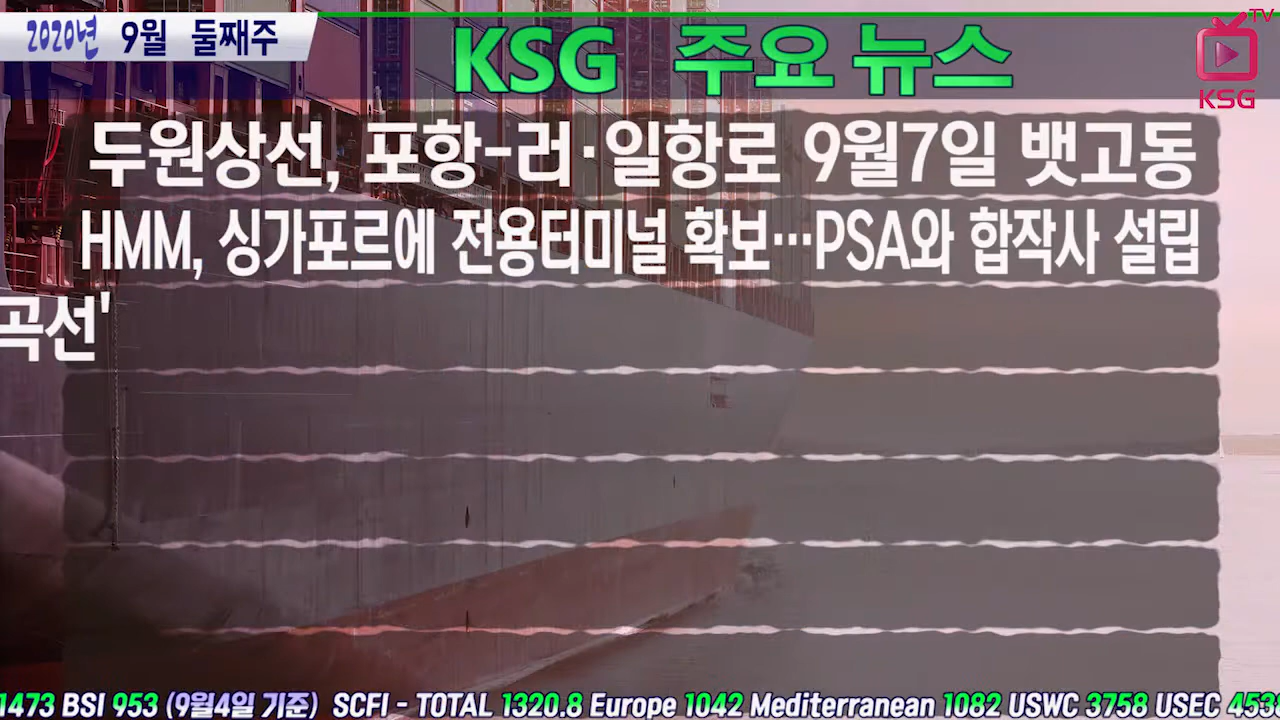 2020년 9월 둘째주
KSG 주요 뉴스
TV
KSG
두원상선, 포항-러·일항로 9월7일 뱃고동
HMM, 싱가포르에 전용터미널 확보…PSA와 합작사 설립
곡선'
1473 BSI 953 (9월4일 기준) SCFI - TOTAL 1320.8 Europe 1042 Mediterranean 1082 USWC 3758 USEC